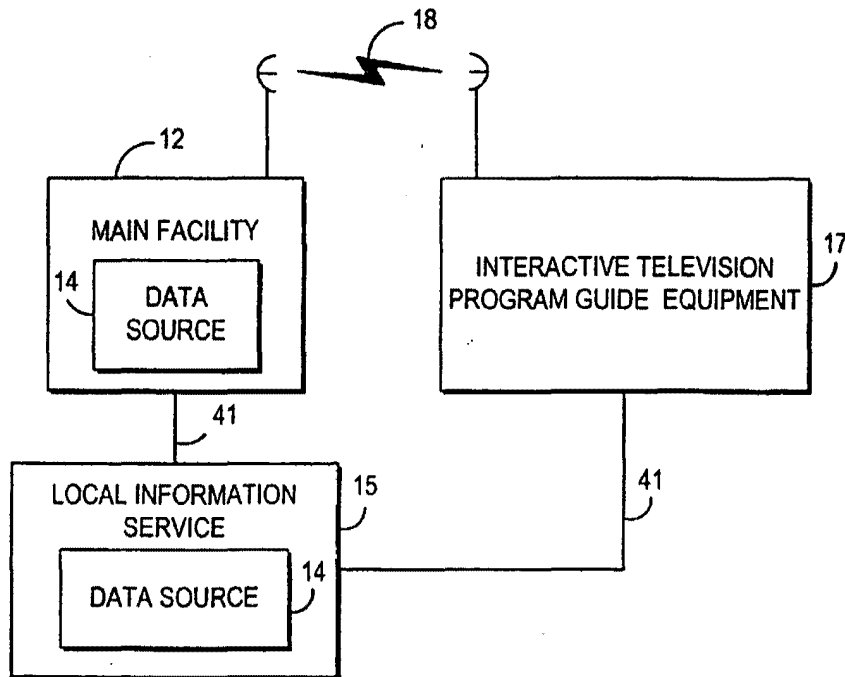 18
12
MAIN FACILITY
14
DATA
SOURCE
INTERACTIVE TELEVISION
PROGRAM GUIDE EQUIPMENT
17
41
LOCAL INFORMATION
SERVICE
15
DATA SOURCE
14
41